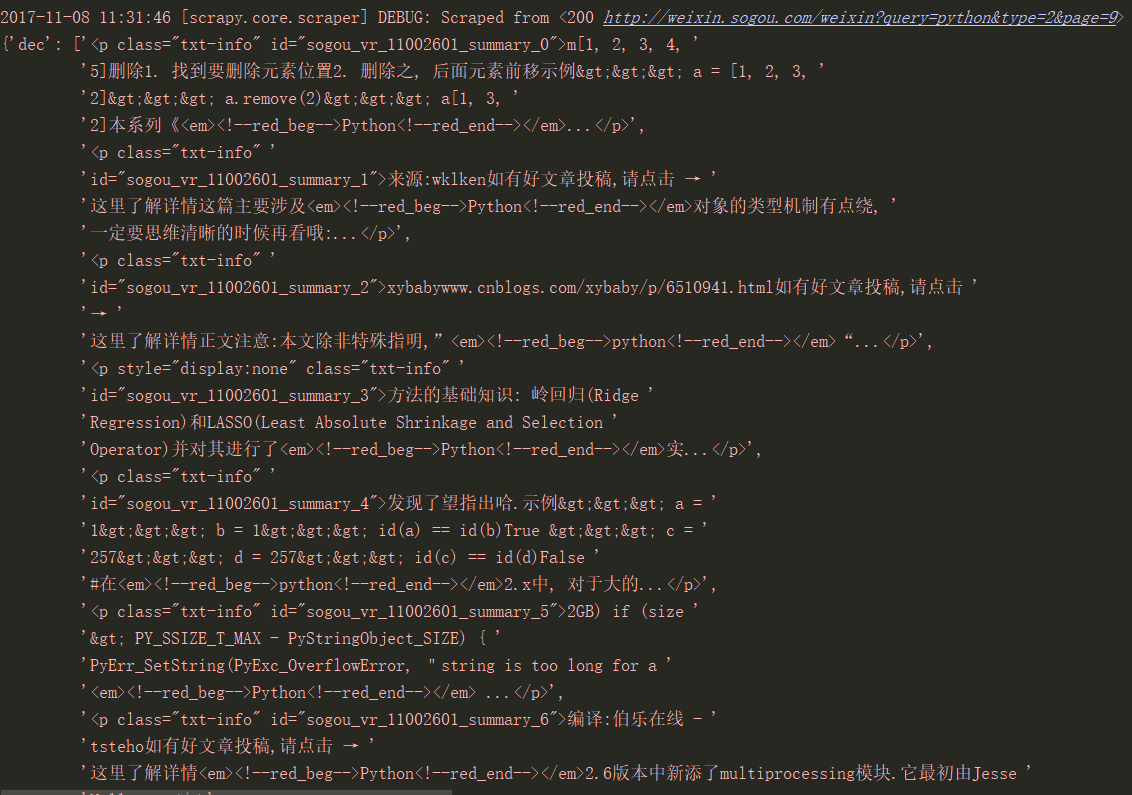 2017-11-08 11:31:46 [scrapy.core.scraper] DEBUG: Scraped from <200 http://weixin.sogou.com/weixin?query=python&type=2&page=9>
{'dec': ['<p class="txt-info" id="sogou_vr_11002601_summary_0">m[1, 2, 3, 4, '
'5]删除1. 找到要删除元素位置2. 删除之, 后面元素前移示例&gt;&gt;&gt; a = [1, 2, 3, '
'2]&gt;&gt;&gt; a.remove(2)&gt;&gt;&gt; a[1, 3, '
'2]本系列《<em><!--red_beg-->Python<!--red_end--></em>...</p>',
'<p class="txt-info" '
'id="sogou_vr_11002601_summary_1">来源:wklken如有好文章投稿,请点击 → '
'这里了解详情这篇主要涉及<em><!--red_beg-->Python<!--red_end--></em>对象的类型机制有点绕, '
'一定要思维清晰的时候再看哦:...</p>',
'<p class="txt-info" '
'id="sogou_vr_11002601_summary_2">xybabywww.cnblogs.com/xybaby/p/6510941.html如有好文章投稿,请点击 '
'→ '
'这里了解详情正文注意:本文除非特殊指明,”<em><!--red_beg-->python<!--red_end--></em>“...</p>',
'<p style="display:none" class="txt-info" '
'id="sogou_vr_11002601_summary_3">方法的基础知识: 岭回归(Ridge '
'Regression)和LASSO(Least Absolute Shrinkage and Selection '
'Operator)并对其进行了<em><!--red_beg-->Python<!--red_end--></em>实...</p>',
'<p class="txt-info" '
'id="sogou_vr_11002601_summary_4">发现了望指出哈.示例&gt;&gt;&gt; a = '
'1&gt;&gt;&gt; b = 1&gt;&gt;&gt; id(a) == id(b)True &gt;&gt;&gt; c = '
'257&gt;&gt;&gt; d = 257&gt;&gt;&gt; id(c) == id(d)False '
'#在<em><!--red_beg-->python<!--red_end--></em>2.x中, 对于大的...</p>',
'<p class="txt-info" id="sogou_vr_11002601_summary_5">2GB) if (size '
'&gt; PY_SSIZE_T_MAX - PyStringObject_SIZE) { '
'PyErr_SetString(PyExc_OverflowError, "string is too long for a '
'<em><!--red_beg-->Python<!--red_end--></em> ...</p>',
'<p class="txt-info" id="sogou_vr_11002601_summary_6">编译:伯乐在线 - '
'tsteho如有好文章投稿,请点击 → '
'这里了解详情<em><!--red_beg-->Python<!--red_end--></em>2.6版本中新添了multiprocessing模块.它最初由Jesse '